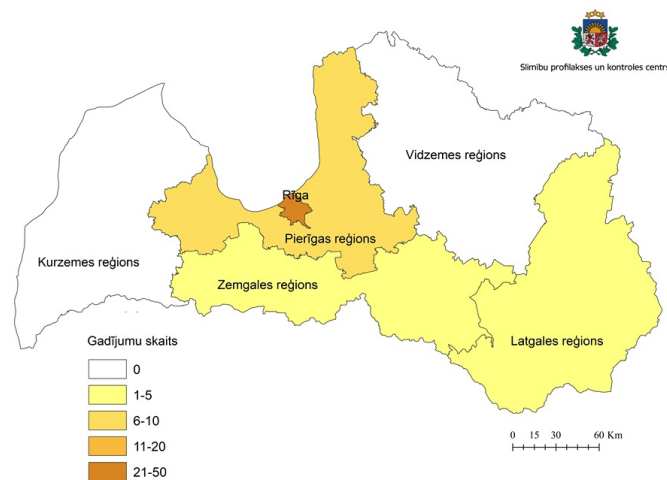 Slimību profilakses un kontroles centrs
Vidzemes reģions
Rīga
Pierīgas reģions
Kurzemes reģions
Zemgales reģions
Latgales reģions
Gadījumu skaits
0
1-5
6-10
11-20
21-50
0 15 30 60 Km